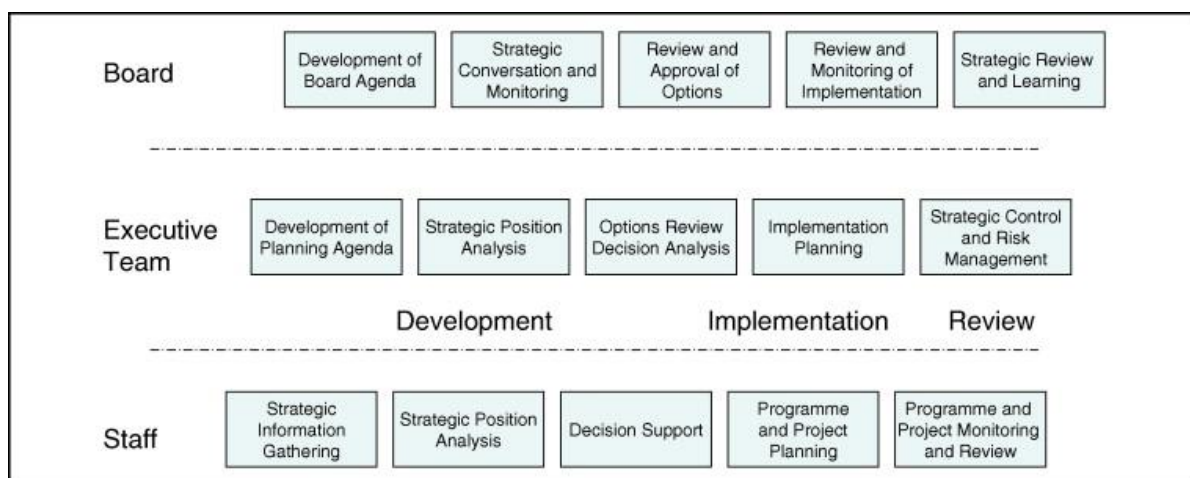 Board
Development of
Board Agenda
Strategic
Conversation and
Monitoring
Review and
Approval of
Options
Review and
Monitoring of
Implementation
Strategic Review
and Learning
Executive
Team
Development of
Planning Agenda
Strategic Position
Analysis
Options Review
Decision Analysis
Implementation
Planning
Strategic Control
and Risk
Management
Development
Implementation
Review
Staff
Strategic
Information
Gathering
Strategic Position
Analysis
Decision Support
Programme
and Project
Planning
Programme and
Project Monitoring
and Review